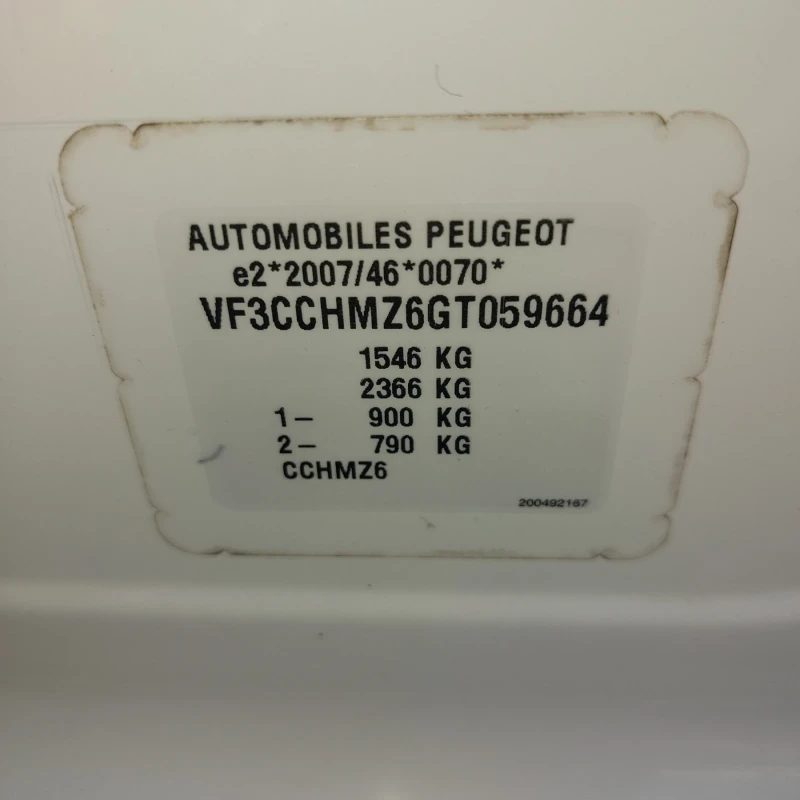 AUTOMOBILES PEUGEOT
e2*2007/46*0070*
VF3CCHMZ6GT059664
1546 KG
2366 KG
1- 900 KG
2- 790 KG
CCHMZ6
200492167